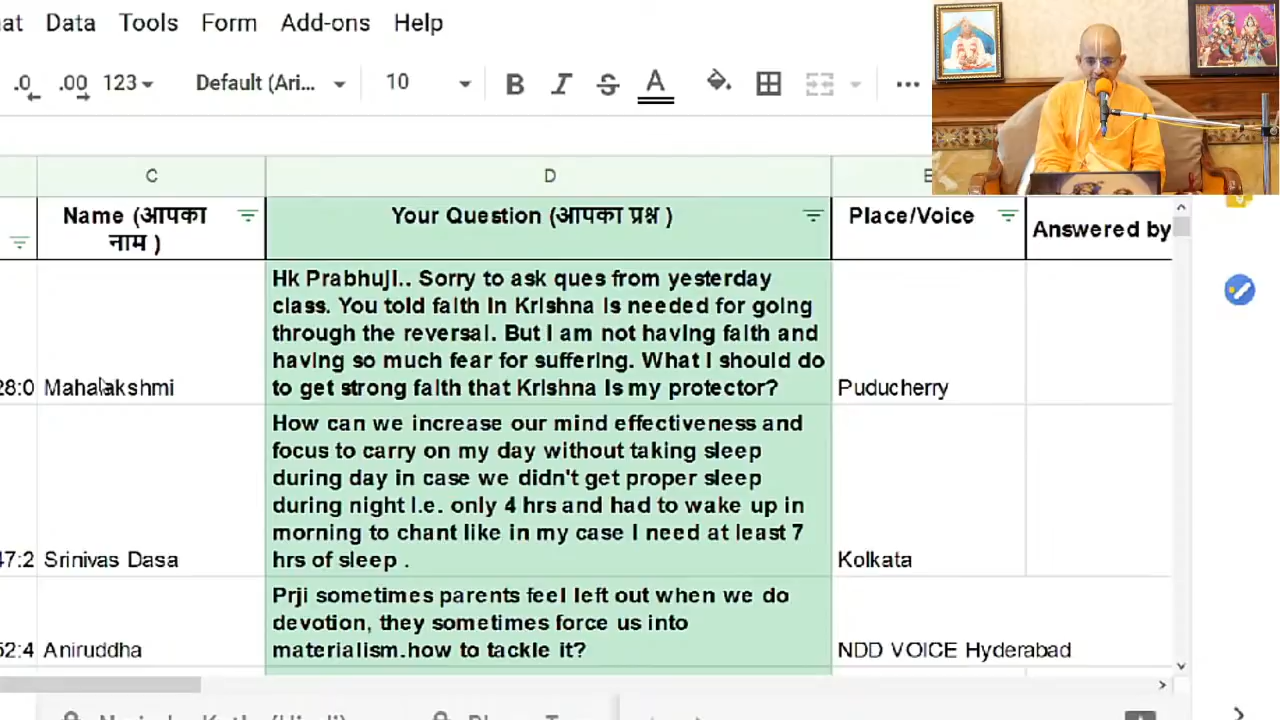 Data Tools Form Add-ons Help
.0 .00 123 Default (Ari... 10 B I S A
C D
Name (आपका
नाम )
Your Question (आपका प्रश्न )
Place/Voice
Answered by
Hk Prabhuji.. Sorry to ask ques from yesterday
class. You told faith in Krishna is needed for going
through the reversal. But I am not having faith and
having so much fear for suffering. What I should do
to get strong faith that Krishna is my protector?
28:0 Mahalakshmi
Puducherry
How can we increase our mind effectiveness and
focus to carry on my day without taking sleep
during day in case we didn't get proper sleep
during night I.e. only 4 hrs and had to wake up in
morning to chant like in my case I need at least 7
hrs of sleep .
47:2 Srinivas Dasa
Kolkata
Prji sometimes parents feel left out when we do
devotion, they sometimes force us into
materialism.how to tackle it?
52:4 Aniruddha
NDD VOICE Hyderabad